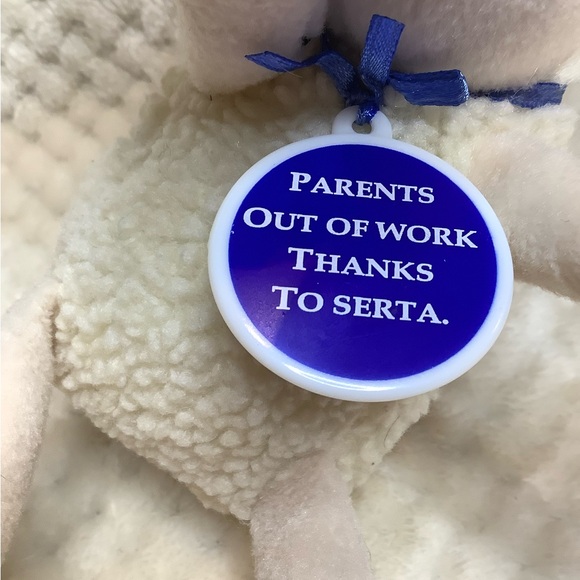 PARENTS
OUT OF WORK
THANKS
TO SERTA.